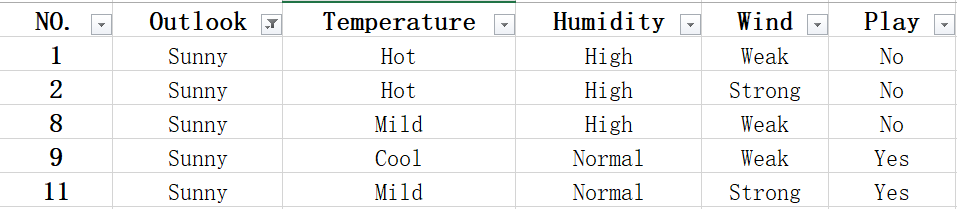 NO. Outlook Temperature Humidity Wind Play
1 Sunny Hot High Weak No
2 Sunny Hot High Strong No
8 Sunny Mild High Weak No
9 Sunny Cool Normal Weak Yes
11 Sunny Mild Normal Strong Yes